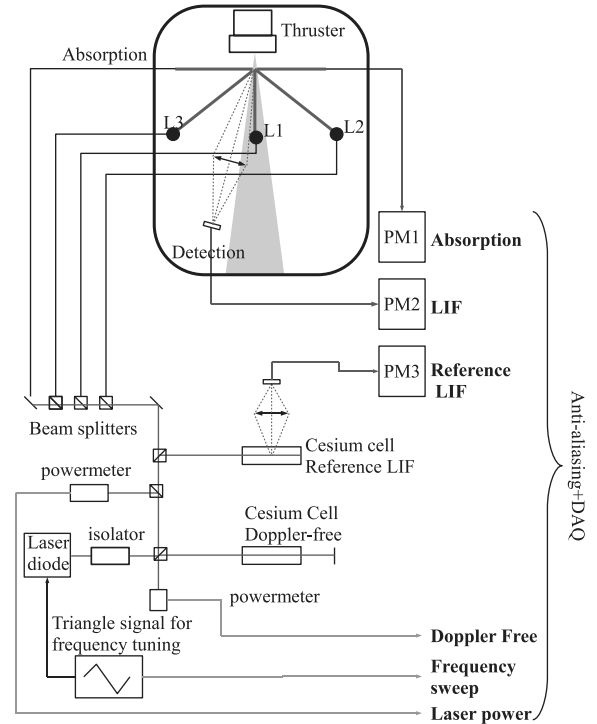 Thruster
Absorption
L3
L1
L2
Detection
PM1
Absorption
PM2
LIF
PM3
Reference
LIF
Beam splitters
Cesium cell
Reference LIF
powermeter
Cesium Cell
Doppler-free
isolator
Laser
diode
powermeter
Triangle signal for
frequency tuning
Doppler Free
Frequency
sweep
Laser power
Anti-aliasing+DAQ